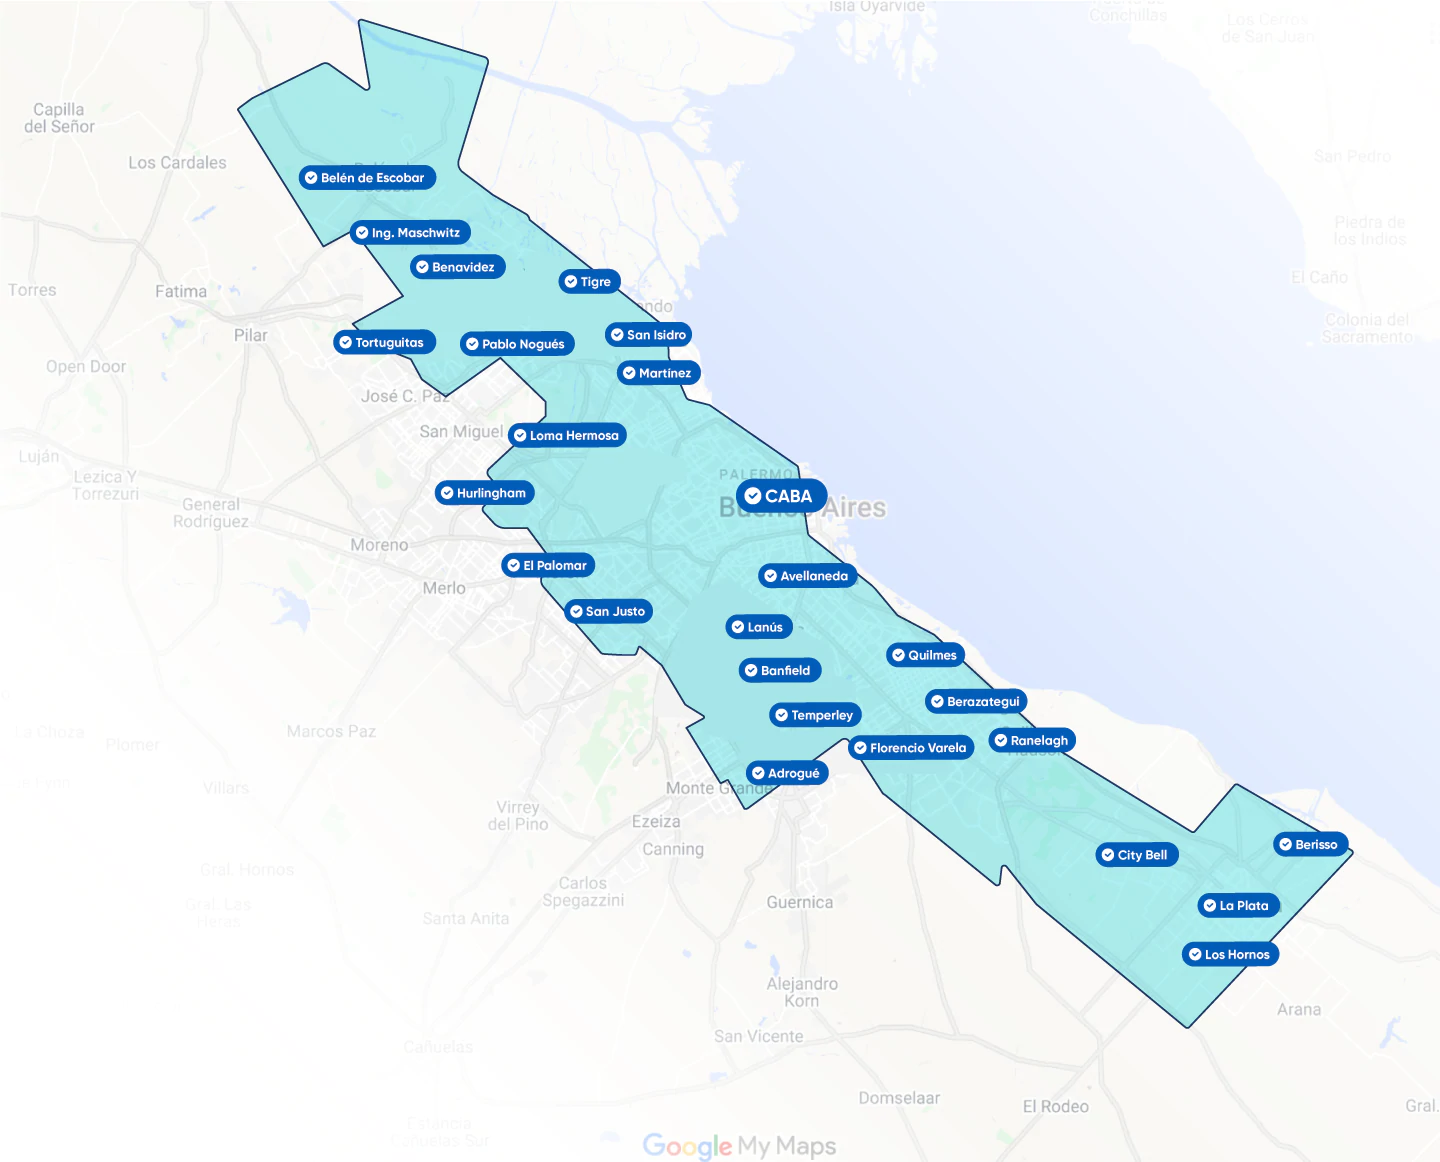 Isla Oyarvide
Conchillas
Los Cerros
de San Juan
Capilla
del Señor
Los Cardales
San Pedro
Belén de Escobar
Piedra de
los Indios
Ing. Maschwitz
Benavidez
El Caño
Tigre
Torres
Fatima
Colonia del
Sacramento
Pilar
San Isidro
Tortuguitas
Pablo Nogués
Open Door
Martínez
José C. Paz
San Miguel
Loma Hermosa
Luján
Lezica Y
Torrezuri
PALERMO
Hurlingham
CABA
Buenos Aires
General
Rodríguez
Moreno
El Palomar
Avellaneda
Merlo
San Justo
Lanús
Quilmes
Banfield
Berazategui
Temperley
La Choza
Marcos Paz
Plomer
Florencio Varela
Ranelagh
Adrogué
Monte Grande
Villars
Virrey
del Pino
Ezeiza
Canning
Berisso
City Bell
Gral. Hornos
Carlos
Spegazzini
Guernica
La Plata
Gral. Las
Heras
Santa Anita
Los Hornos
Alejandro
Korn
Arana
San Vicente
Cañuelas
Domselaar
El Rodeo
Gral.
Estancia
Cañuelas Sur
Google My Maps